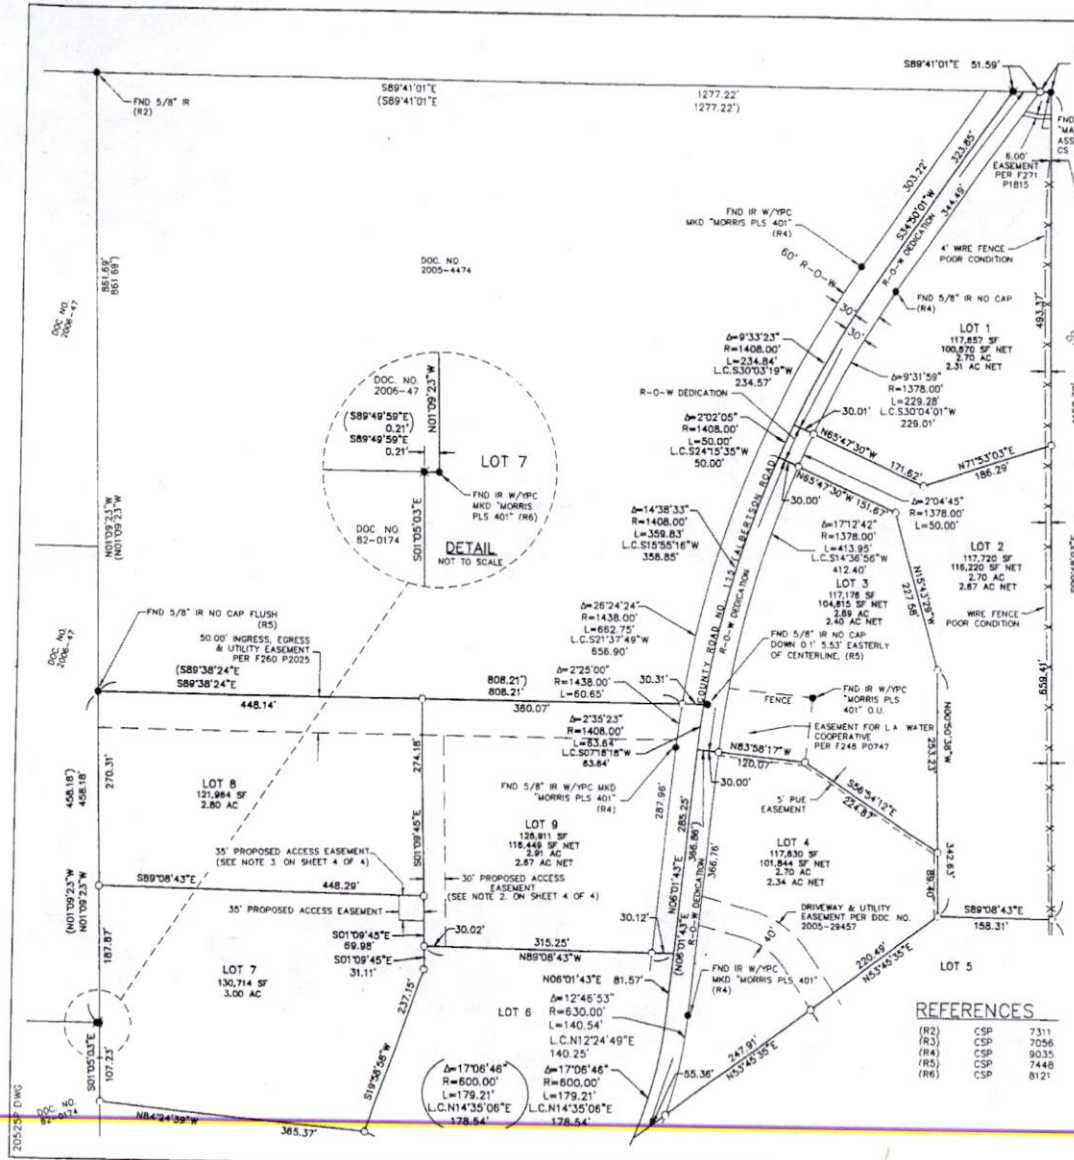 S89°41'01"E 51.59'
FND 5/8" IR
(R2)
S89°41'01"E
(S89°41'01"E
1277.22'
1277.22')
6.00'
EASEMENT
PER F271
P1815
303.22'
323.85'
S34°50'01"W
344.49'
R-O-W DEDICATION
FND IR W/YPC
MKD "MORRIS PLS 401"
(R4)
60' R-O-W
4' WIRE FENCE
POOR CONDITION
FND 5/8" IR NO CAP
(R4)
30'
30'
493.37'
DOC. NO.
2005-4474
861.69'
861.69')
DOC. NO.
2006-47
LOT 1
117,657 SF
100,670 SF NET
2.70 AC
2.31 AC NET
Δ=9°33'23"
R=1408.00'
L=234.84'
L.C.S30°03'19"W
234.57'
Δ=9°31'59"
R=1378.00'
L=229.28'
L.C.S30°04'01"W
229.01'
R-O-W DEDICATION
30.01'
Δ=2°02'05"
R=1408.00'
L=50.00'
L.C.S24°15'35"W
50.00'
N65°47'30"W
171.62'
N71°53'03"E
186.29'
N65°47'30"W 151.67'
30.00'
Δ=2°04'45"
R=1378.00'
L=50.00'
DOC. NO.
2006-47
(S89°49'59"E)
0.21'
S89°49'59"E
0.21'
N01°09'23"W
LOT 7
FND IR W/YPC
MKD "MORRIS
PLS 401" (R6)
DOC NO
82-0174
S01°05'03"E
DETAIL
NOT TO SCALE
N01°09'23"W
(N01°09'23"W
Δ=14°38'33"
R=1408.00'
L=359.83'
L.C.S15°55'16"W
358.85'
Δ=17°12'42"
R=1378.00'
L=413.95'
L.C.S14°36'56"W
412.40'
COUNTY ROAD NO. 115 (ALBERTSON ROAD)
R-O-W DEDICATION
LOT 2
117,720 SF
116,220 SF NET
2.70 AC
2.67 AC NET
LOT 3
117,176 SF
104,615 SF NET
2.69 AC
2.40 AC NET
N15°43'29"W
227.58'
WIRE FENCE
POOR CONDITION
FND 5/8" IR NO CAP FLUSH
(R5)
50.00' INGRESS, EGRESS
& UTILITY EASEMENT
PER F260 P2025
Δ=26°24'24"
R=1438.00'
L=662.75'
L.C.S21°37'49"W
656.90'
FND 5/8" IR NO CAP
DOWN 0.1' 5.53' EASTERLY
OF CENTERLINE, (R5)
DOC. NO.
2006-47
(S89°38'24"E
S89°38'24"E
808.21')
808.21'
448.14'
360.07'
Δ=2°25'00"
R=1438.00'
L=60.65'
30.31'
FENCE
FND IR W/YPC
"MORRIS PLS
401" O.U.
659.41'
EASEMENT FOR L.A. WATER
COOPERATIVE
PER F248 P0747
Δ=2°35'23"
R=1408.00'
L=63.64'
L.C.S07°18'18"W
63.64'
N83°58'17"W
120.07'
30.00'
N00°50'38"W
253.23'
S56°54'12"E
224.87'
5' PUE
EASEMENT
458.18')
458.18'
270.31'
274.18'
LOT 8
121,964 SF
2.80 AC
FND 5/8" IR W/YPC MKD
"MORRIS PLS 401"
(R4)
287.96'
285.25'
386.86')
366.76'
LOT 9
126,911 SF
116,449 SF NET
2.91 AC
2.67 AC NET
LOT 4
117,630 SF
101,844 SF NET
2.70 AC
2.34 AC NET
342.63'
89.40'
35' PROPOSED ACCESS EASEMENT
(SEE NOTE 3. ON SHEET 4 OF 4)
S01°09'45"E
30' PROPOSED ACCESS
EASEMENT
(SEE NOTE 2. ON SHEET 4 OF 4)
(N01°09'23"W
N01°09'23"W
S89°08'43"E
448.29'
35' PROPOSED ACCESS EASEMENT
N06°01'43"E
(N06°01'43"E
R-O-W DEDICATION
DRIVEWAY & UTILITY
EASEMENT PER DOC. NO.
2005-29457
40'
S89°08'43"E
158.31'
187.87'
S01°09'45"E
69.98'
30.02'
315.25'
N89°08'43"W
30.12'
S01°09'45"E
31.11'
LOT 7
130,714 SF
3.00 AC
237.15'
S19°58'58"W
N06°01'43"E 81.57'
FND IR W/YPC
MKD "MORRIS PLS 401"
(R4)
220.49'
N53°45'35"E
LOT 5
LOT 6
Δ=12°46'53"
R=630.00'
L=140.54'
L.C.N12°24'49"E
140.25'
S01°05'03"E
107.23'
Δ=17°06'46"
R=600.00'
L=179.21'
L.C.N14°35'06"E
178.54'
Δ=17°06'46"
R=600.00'
L=179.21'
L.C.N14°35'06"E
178.54'
55.36'
247.91'
N53°45'35"E
REFERENCES
(R2) CSP 7311
(R3) CSP 7056
(R4) CSP 9035
(R5) CSP 7448
(R6) CSP 8121
DOC. NO.
82-0174
N84°24'39"W
385.37'
20525P DWG